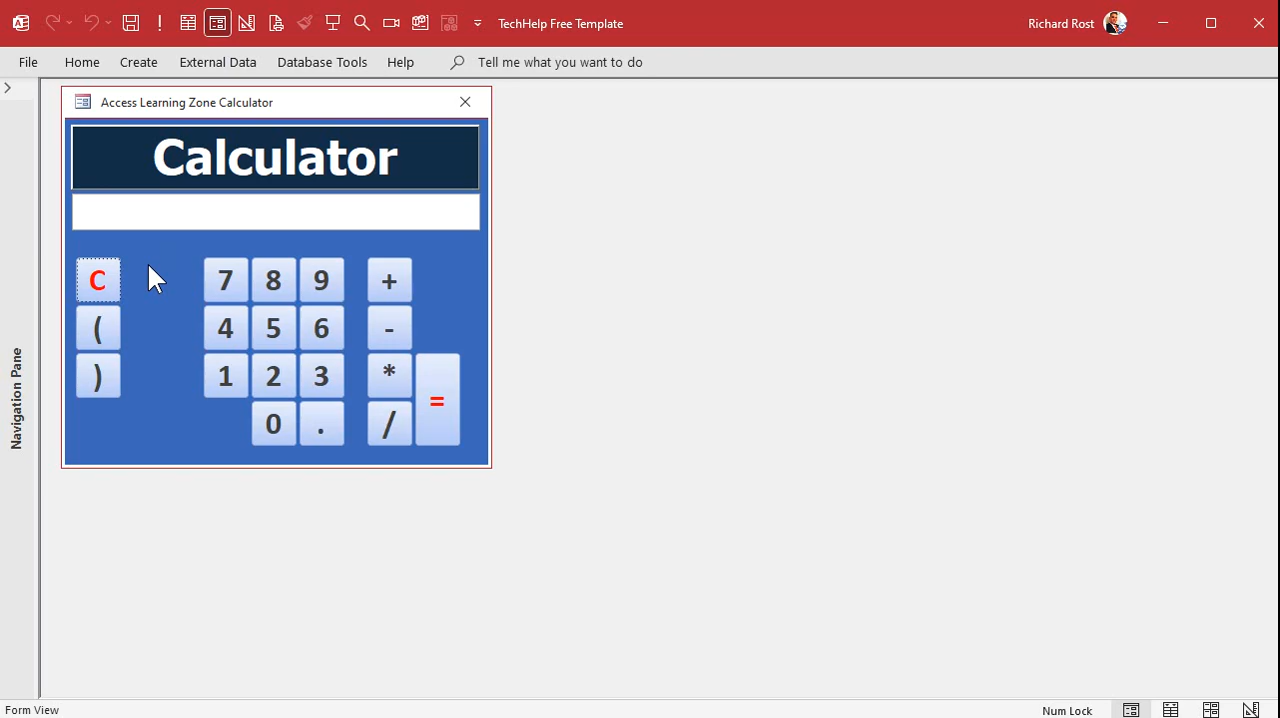 TechHelp Free Template
Richard Rost
File Home Create External Data Database Tools Help Tell me what you want to do
Access Learning Zone Calculator
Calculator
C 7 8 9 +
( 4 5 6 -
) 1 2 3 *
=
0 . /
Navigation Pane
Form View
Num Lock